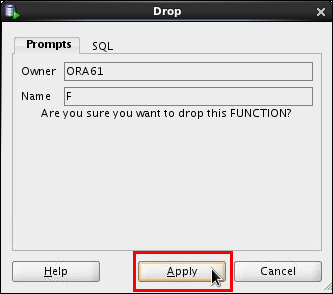 Drop
Prompts SQL
Owner ORA61
Name F
Are you sure you want to drop this FUNCTION?
Help Apply Cancel